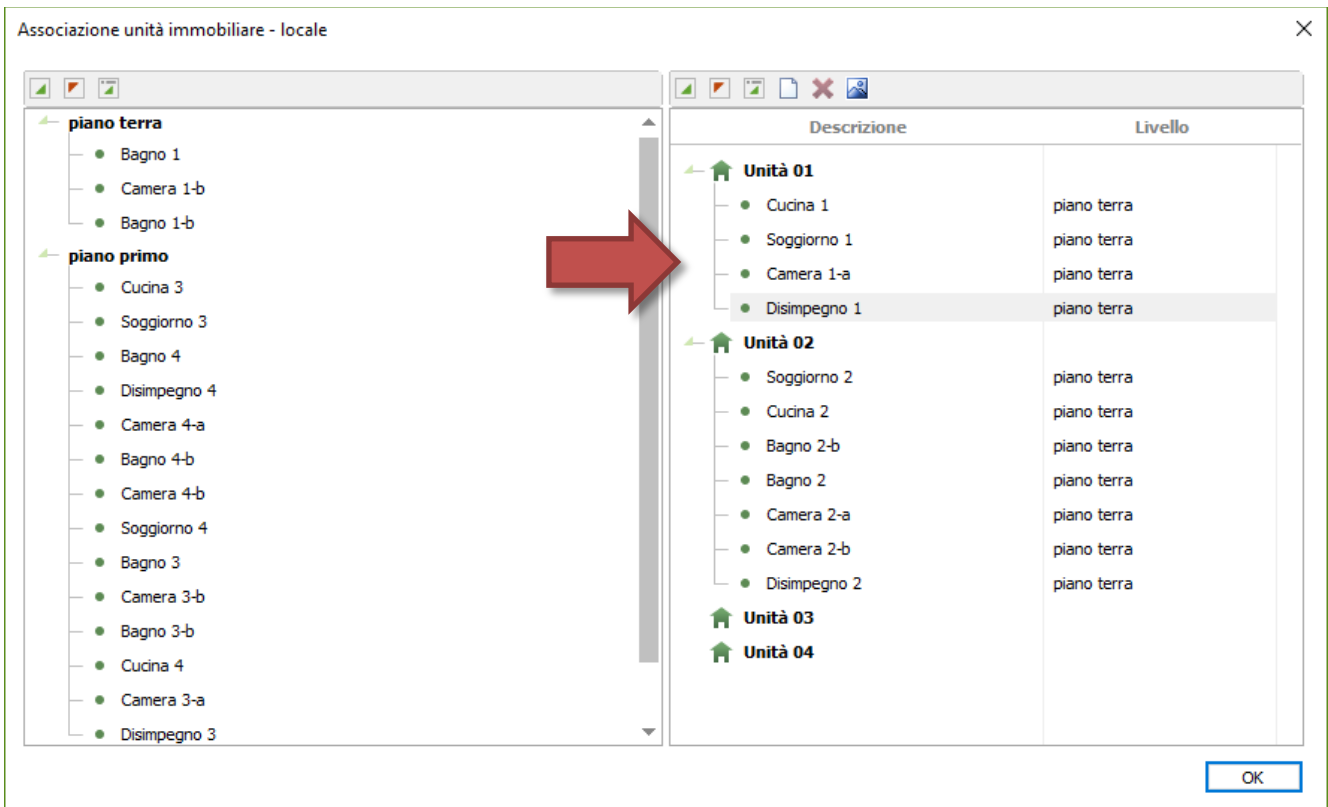 Associazione unità immobiliare - locale
piano terra
Bagno 1
Camera 1-b
Bagno 1-b
piano primo
Cucina 3
Soggiorno 3
Bagno 4
Disimpegno 4
Camera 4-a
Bagno 4-b
Camera 4-b
Soggiorno 4
Bagno 3
Camera 3-b
Bagno 3-b
Cucina 4
Camera 3-a
Disimpegno 3
Descrizione Livello
Unità 01
Cucina 1 piano terra
Soggiorno 1 piano terra
Camera 1-a piano terra
Disimpegno 1 piano terra
Unità 02
Soggiorno 2 piano terra
Cucina 2 piano terra
Bagno 2-b piano terra
Bagno 2 piano terra
Camera 2-a piano terra
Camera 2-b piano terra
Disimpegno 2 piano terra
Unità 03
Unità 04
OK